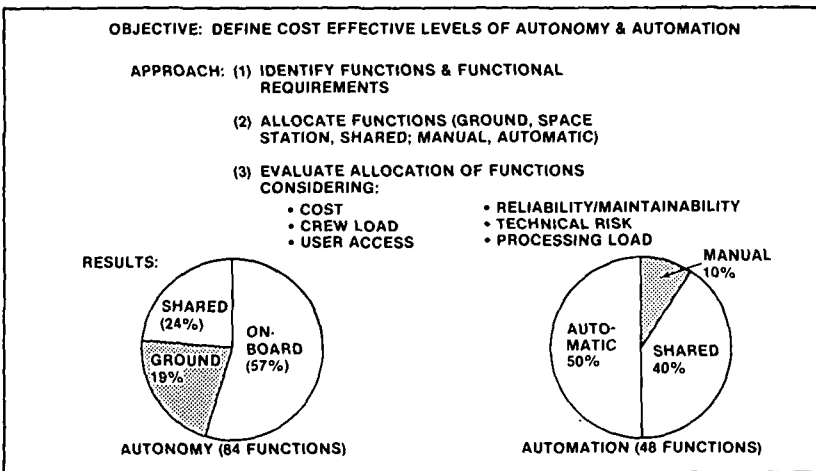 OBJECTIVE: DEFINE COST EFFECTIVE LEVELS OF AUTONOMY & AUTOMATION
APPROACH: (1) IDENTIFY FUNCTIONS & FUNCTIONAL
REQUIREMENTS
(2) ALLOCATE FUNCTIONS (GROUND, SPACE
STATION, SHARED; MANUAL, AUTOMATIC)
(3) EVALUATE ALLOCATION OF FUNCTIONS
CONSIDERING:
• COST
• CREW LOAD
• USER ACCESS
• RELIABILITY/MAINTAINABILITY
• TECHNICAL RISK
• PROCESSING LOAD
RESULTS:
SHARED
(24%)
GROUND
19%
ON-
BOARD
(57%)
AUTONOMY (84 FUNCTIONS)
MANUAL
10%
AUTO-
MATIC
50%
SHARED
40%
AUTOMATION (48 FUNCTIONS)